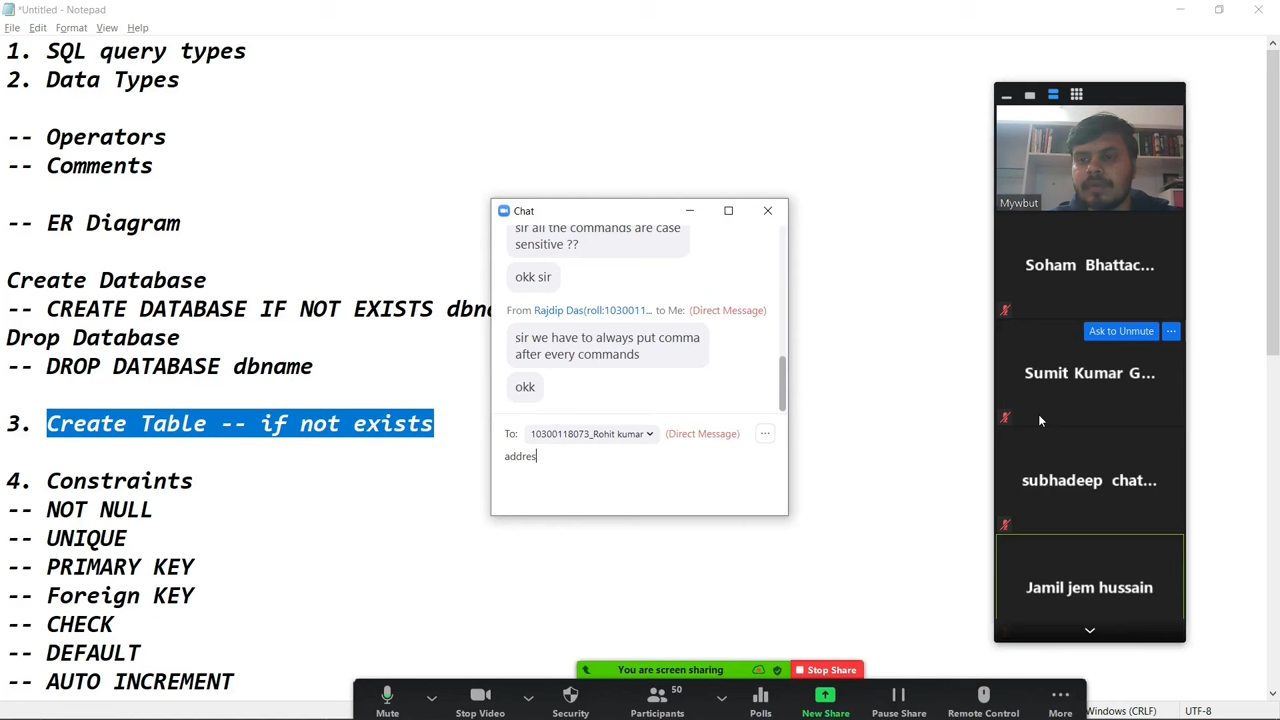 *Untitled - Notepad
File Edit Format View Help
1. SQL query types
2. Data Types
-- Operators
-- Comments
-- ER Diagram
Create Database
-- CREATE DATABASE IF NOT EXISTS
Drop Database
-- DROP DATABASE dbname
3. Create Table -- if not exists
4. Constraints
-- NOT NULL
-- UNIQUE
-- PRIMARY KEY
-- Foreign KEY
-- CHECK
-- DEFAULT
-- AUTO INCREMENT
Chat
sir all the commands are case
sensitive ??
okk sir
From Rajdip Das(roll:1030011... to Me: (Direct Message)
sir we have to always put comma
after every commands
okk
To: 10300118073_Rohit kumar (Direct Message) ...
addres
Mywbut
Soham Bhattac...
Ask to Unmute ...
Sumit Kumar G...
subhadeep chat...
Jamil jem hussain
You are screen sharing Stop Share
Mute Stop Video Security Participants 50 Polls New Share Pause Share Remote Control More
Windows (CRLF) UTF-8